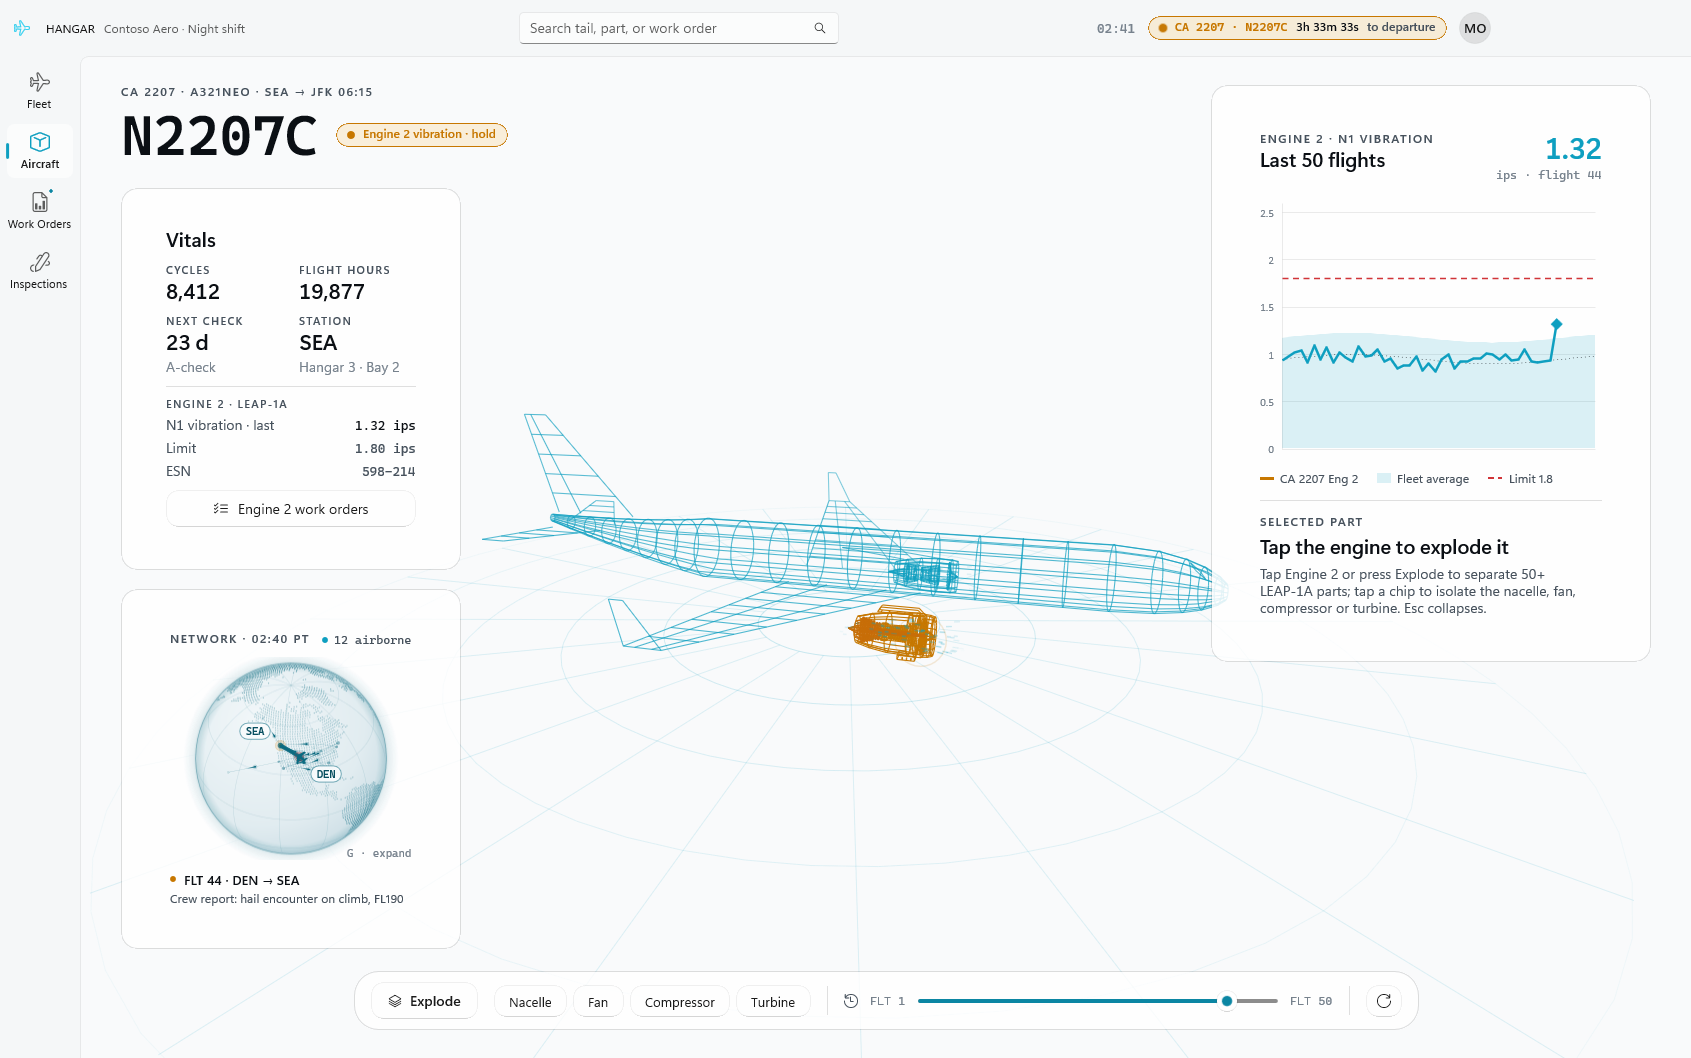 HANGAR Contoso Aero · Night shift
Search tail, part, or work order
02:41
CA 2207 · N2207C 3h 33m 33s to departure
MO
Fleet
Aircraft
Work Orders
Inspections
CA 2207 · A321NEO · SEA → JFK 06:15
N2207C
Engine 2 vibration · hold
Vitals
CYCLES
8,412
FLIGHT HOURS
19,877
NEXT CHECK
23 d
A-check
STATION
SEA
Hangar 3 · Bay 2
ENGINE 2 · LEAP-1A
N1 vibration · last 1.32 ips
Limit 1.80 ips
ESN 598-214
Engine 2 work orders
NETWORK · 02:40 PT
12 airborne
SEA
DEN
G · expand
FLT 44 · DEN → SEA
Crew report: hail encounter on climb, FL190
ENGINE 2 · N1 VIBRATION
Last 50 flights
1.32
ips · flight 44
2.5
2
1.5
1
0.5
0
CA 2207 Eng 2
Fleet average
Limit 1.8
SELECTED PART
Tap the engine to explode it
Tap Engine 2 or press Explode to separate 50+
LEAP-1A parts; tap a chip to isolate the nacelle, fan,
compressor or turbine. Esc collapses.
Explode
Nacelle
Fan
Compressor
Turbine
FLT 1
FLT 50